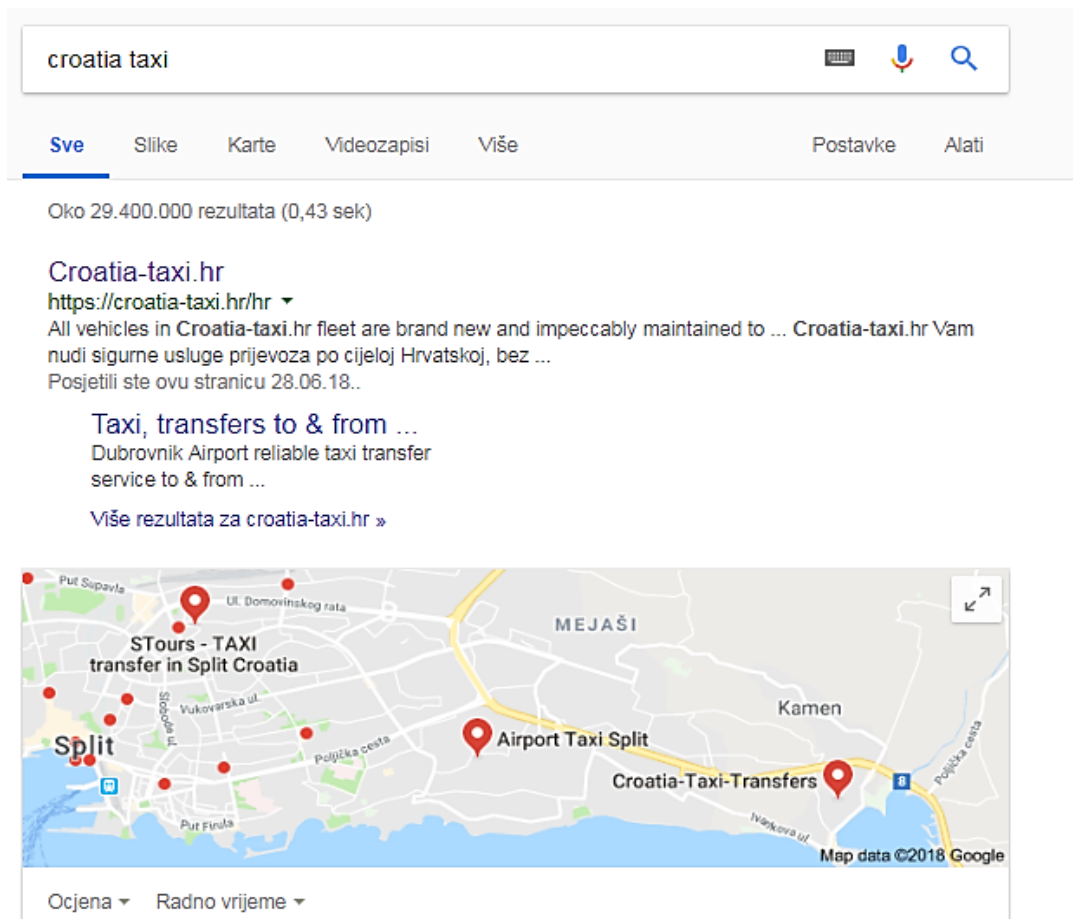 croatia taxi
Sve Slike Karte Videozapisi Više Postavke Alati
Oko 29.400.000 rezultata (0,43 sek)
Croatia-taxi.hr
https://croatia-taxi.hr/hr
All vehicles in Croatia-taxi.hr fleet are brand new and impeccably maintained to ... Croatia-taxi.hr Vam
nudi sigurne usluge prijevoza po cijeloj Hrvatskoj, bez ...
Posjetili ste ovu stranicu 28.06.18..
Taxi, transfers to & from ...
Dubrovnik Airport reliable taxi transfer
service to & from ...
Više rezultata za croatia-taxi.hr »
Put Supavla
Ul. Domovinskog rata
MEJAŠI
STours - TAXI
transfer in Split Croatia
Slobode ul.
Vukovarska ul.
Kamen
Split
Poljička cesta
Airport Taxi Split
Poljička cesta
Croatia-Taxi-Transfers
8
Put Firula
Ivankova ul.
Map data ©2018 Google
Ocjena Radno vrijeme